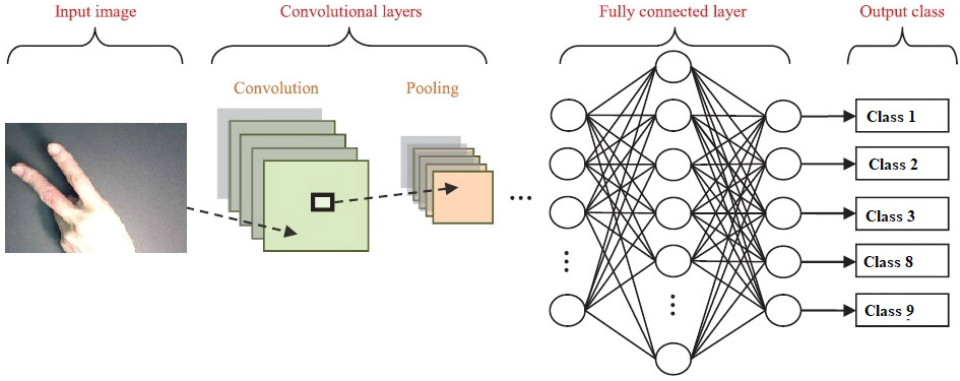 Input image
Convolutional layers
Fully connected layer
Output class
Convolution
Pooling
Class 1
Class 2
Class 3
Class 8
Class 9